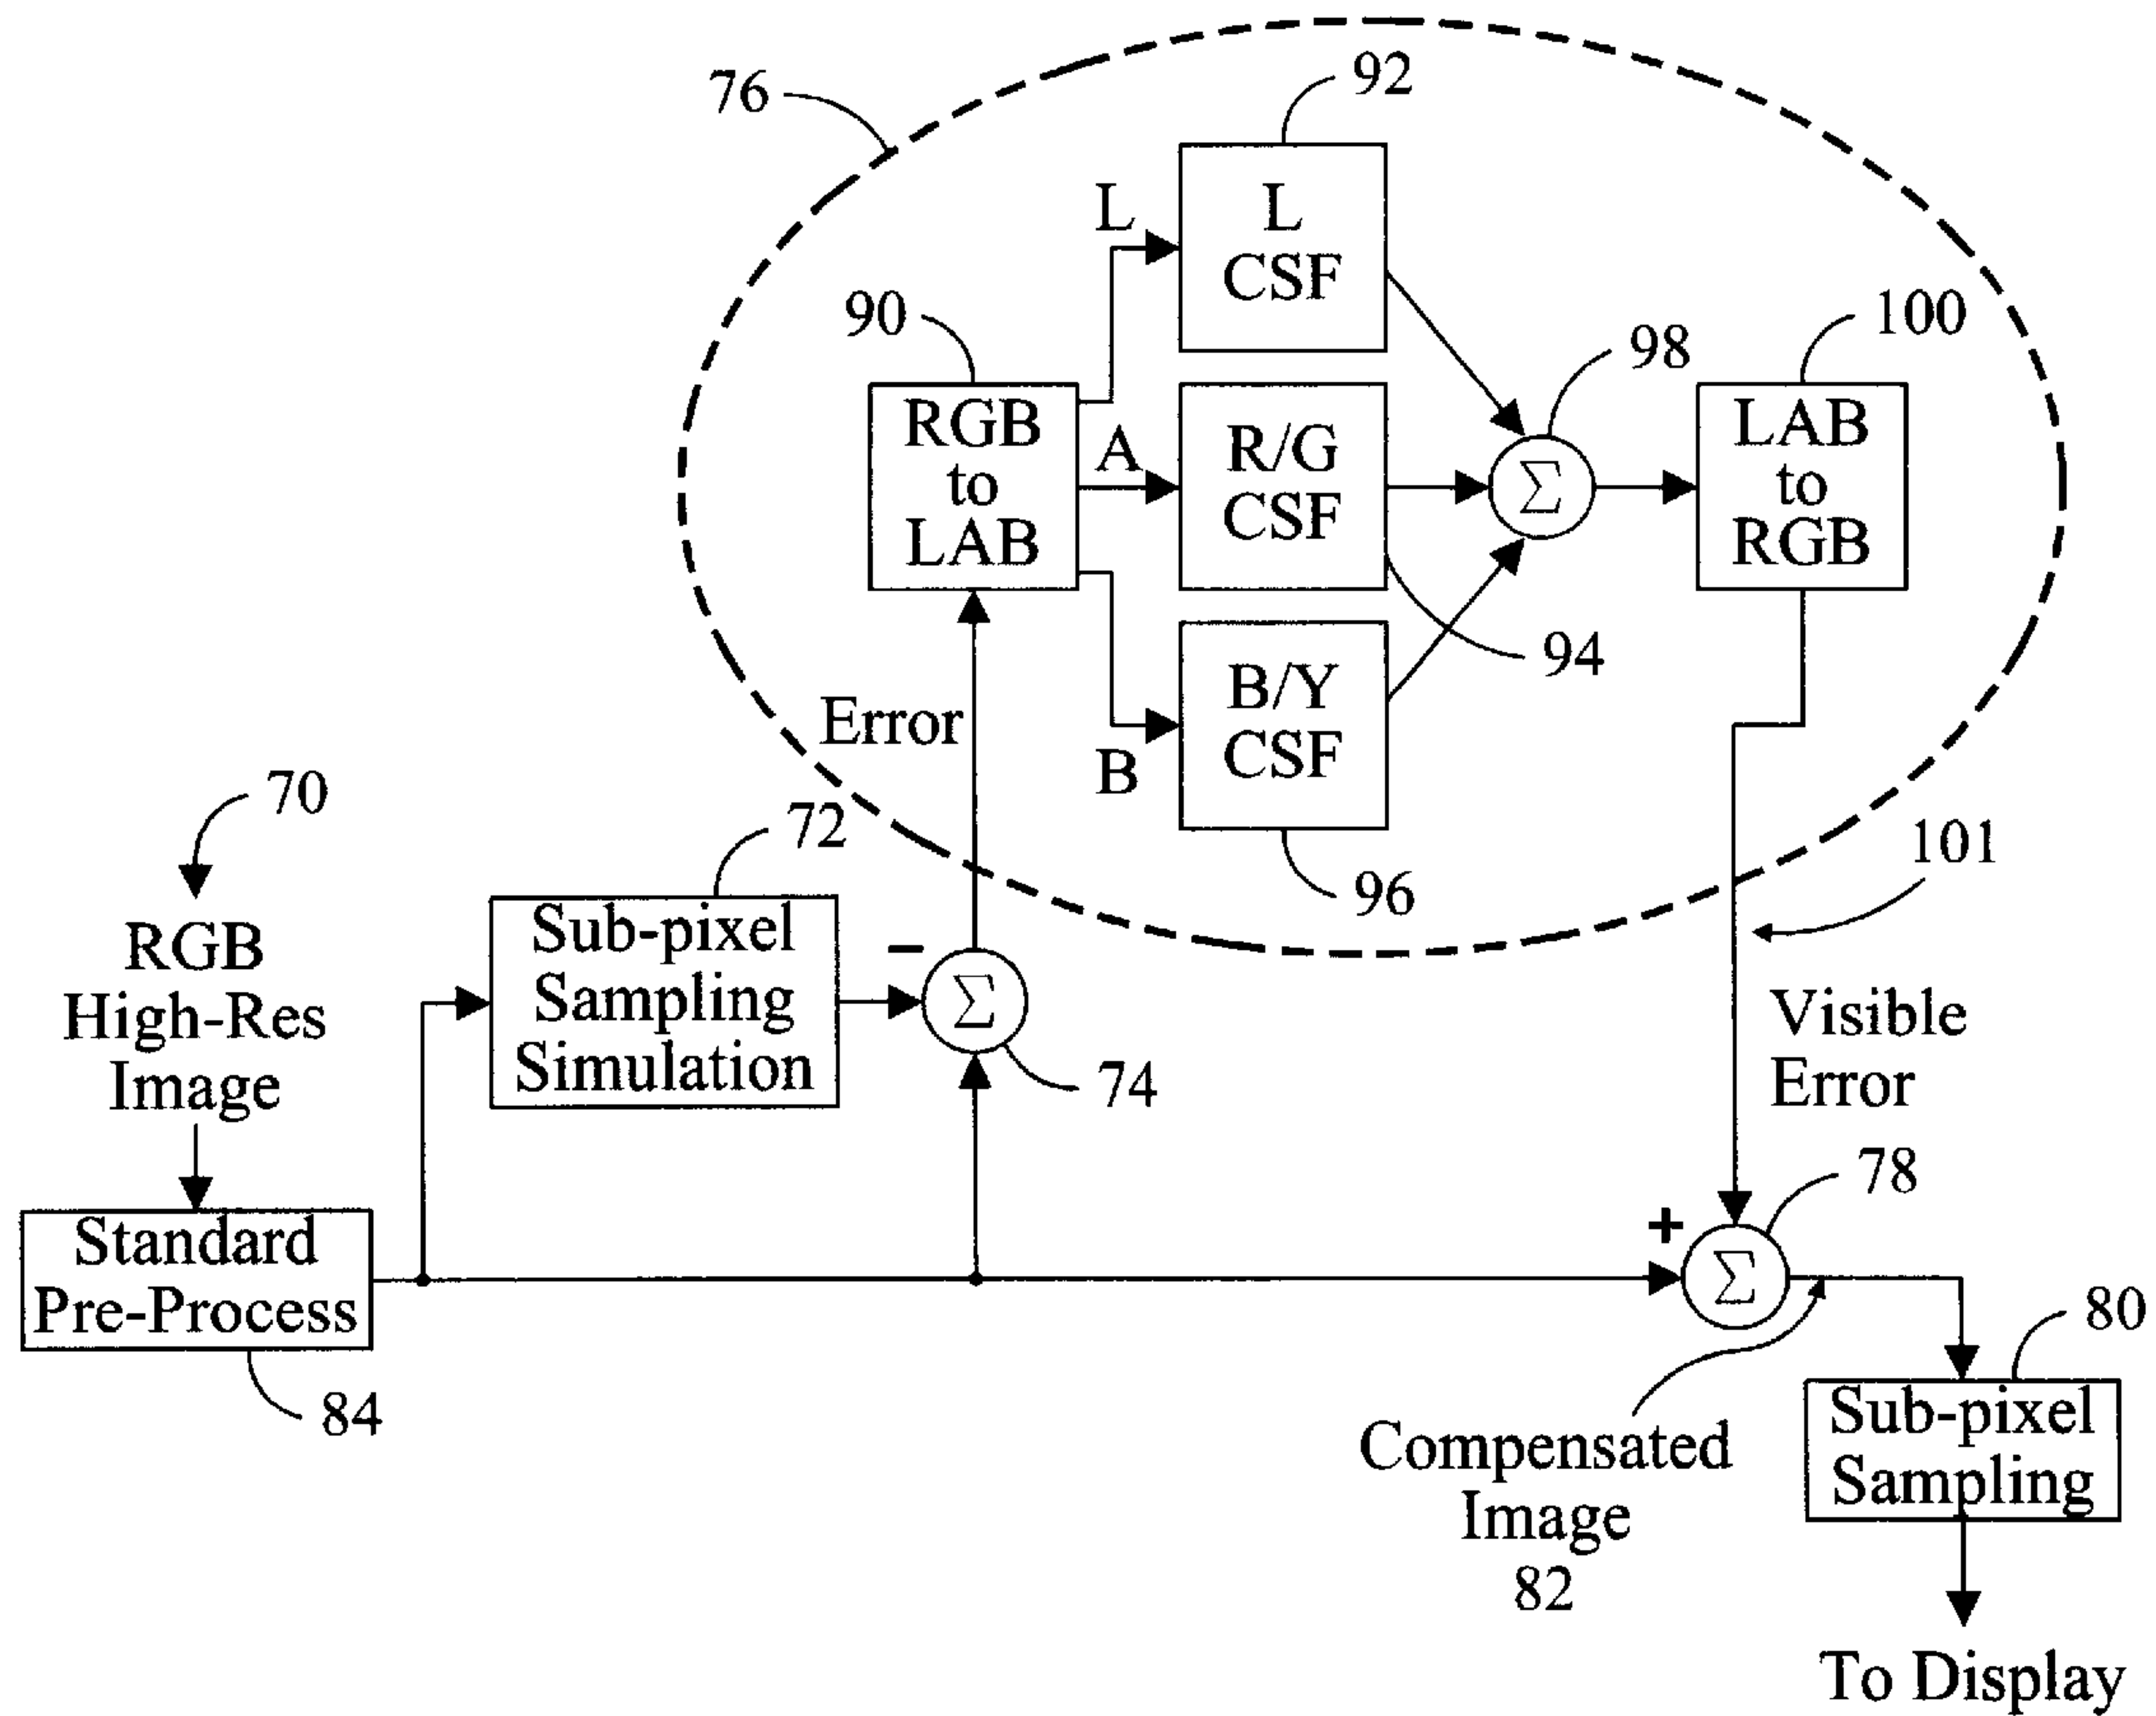 76
92
L
L
CSF
90
100
98
RGB
to
LAB
A
R/G
CSF
Σ
LAB
to
RGB
94
B/Y
CSF
B
Error
70
72
101
96
RGB
High-Res
Image
Sub-pixel
Sampling
Simulation
−
Σ
74
Visible
Error
78
+
Σ
Standard
Pre-Process
84
80
Compensated
Image
82
Sub-pixel
Sampling
To Display